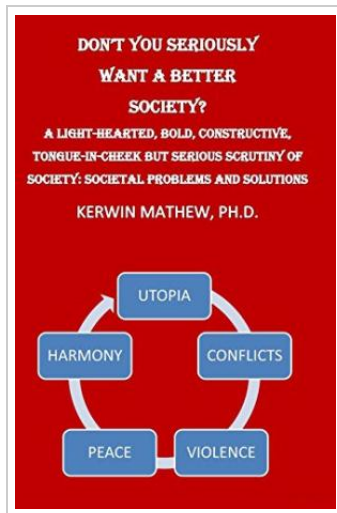 DON'T YOU SERIOUSLY
WANT A BETTER
SOCIETY?
A LIGHT-HEARTED, BOLD, CONSTRUCTIVE,
TONGUE-IN-CHEEK BUT SERIOUS SCRUTINY OF
SOCIETY: SOCIETAL PROBLEMS AND SOLUTIONS
KERWIN MATHEW, PH.D.
UTOPIA
HARMONY
CONFLICTS
PEACE
VIOLENCE